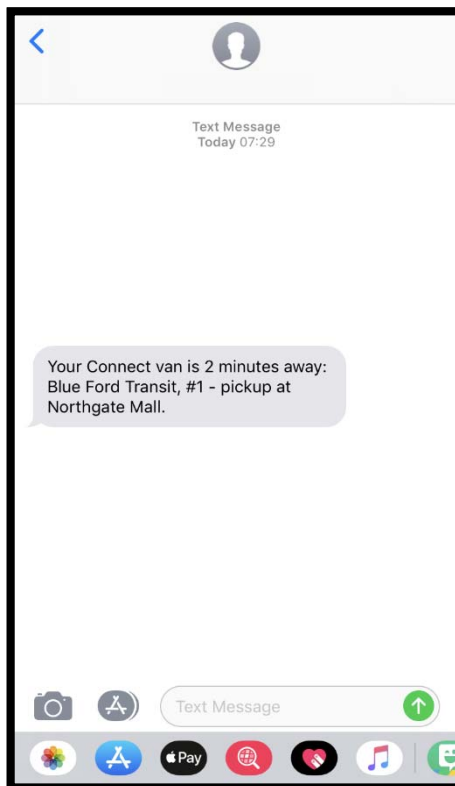 Text Message
Today 07:29
Your Connect van is 2 minutes away:
Blue Ford Transit, #1 - pickup at
Northgate Mall.
Text Message
Pay